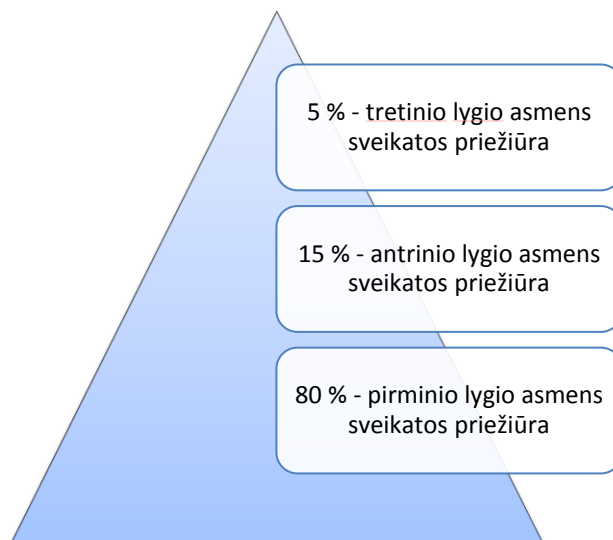 5 % - tretinio lygio asmens
sveikatos priežiūra
15 % - antrinio lygio asmens
sveikatos priežiūra
80 % - pirminio lygio asmens
sveikatos priežiūra